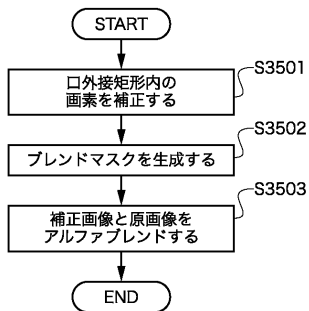 START
口外接矩形内の
画素を補正する
S3501
ブレンドマスクを生成する
S3502
補正画像と原画像を
アルファブレンドする
S3503
END